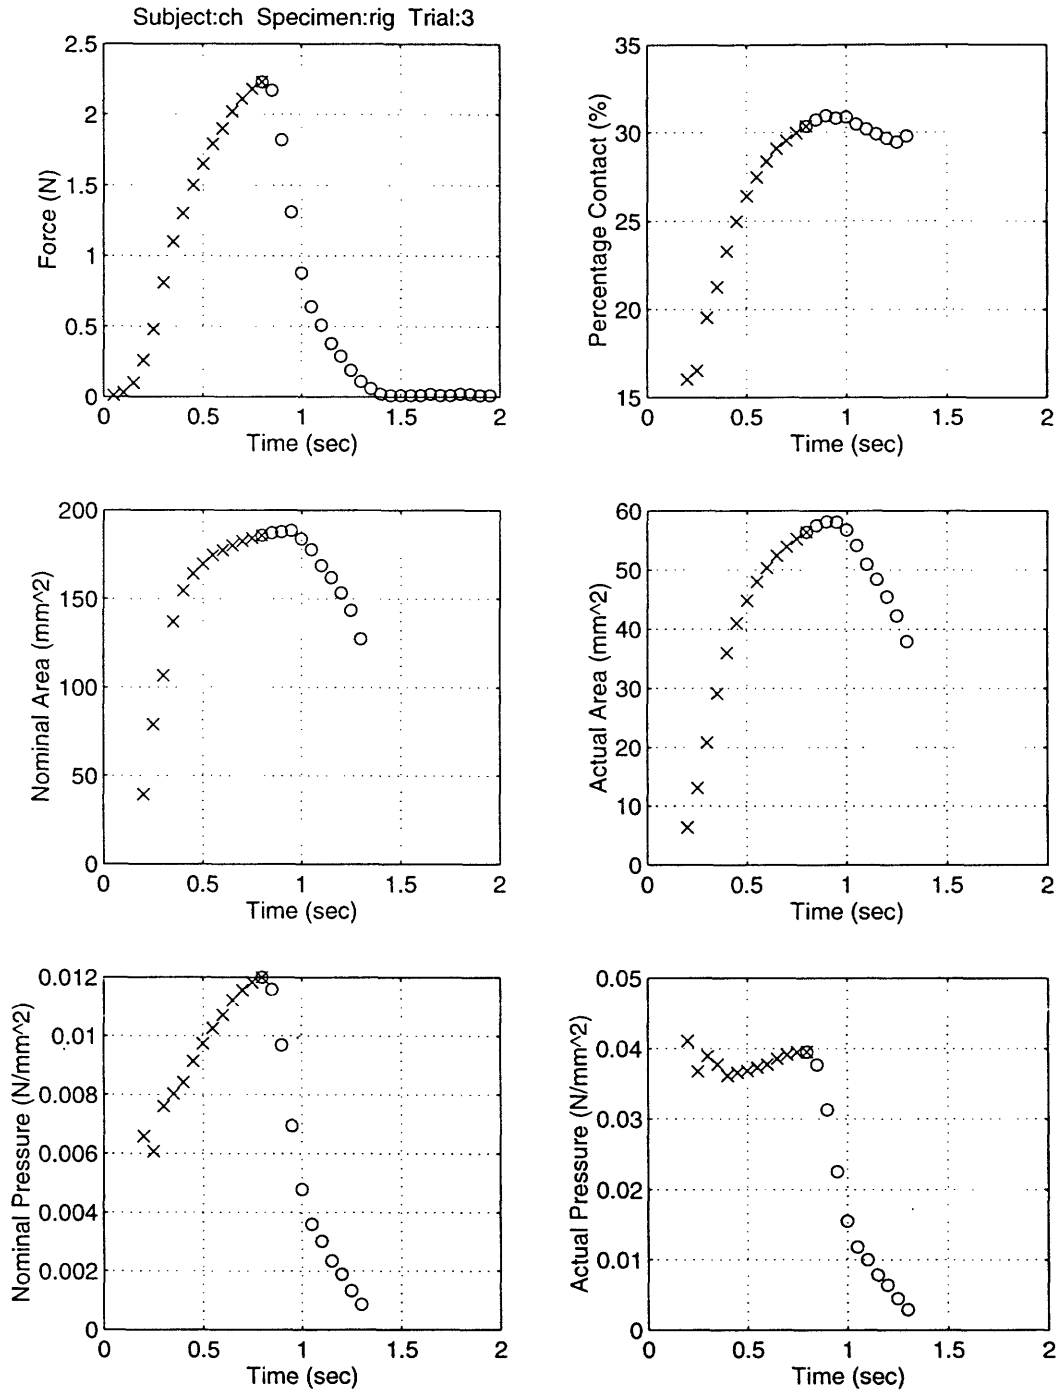 Subject:ch Specimen:rig Trial:3
2.5
2
1.5
1
0.5
0
Force (N)
0 0.5 1 1.5 2
Time (sec)
35
30
25
20
15
Percentage Contact (%)
0 0.5 1 1.5 2
Time (sec)
200
150
100
50
0
Nominal Area (mm^2)
0 0.5 1 1.5 2
Time (sec)
60
50
40
30
20
10
0
Actual Area (mm^2)
0 0.5 1 1.5 2
Time (sec)
0.012
0.01
0.008
0.006
0.004
0.002
0
Nominal Pressure (N/mm^2)
0 0.5 1 1.5 2
Time (sec)
0.05
0.04
0.03
0.02
0.01
0
Actual Pressure (N/mm^2)
0 0.5 1 1.5 2
Time (sec)